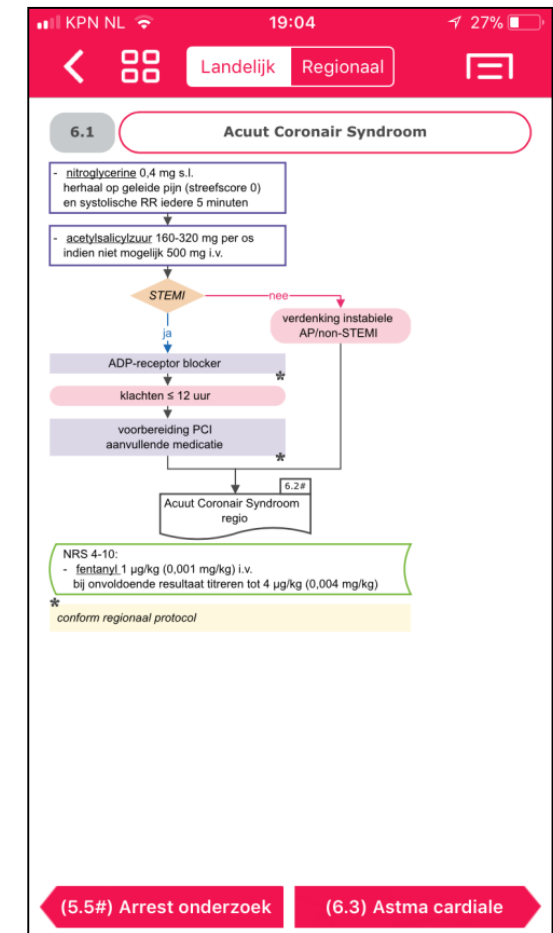 KPN NL 19:04 27%
Landelijk Regionaal
6.1 Acuut Coronair Syndroom
- nitroglycerine 0,4 mg s.l.
herhaal op geleide pijn (streefscore 0)
en systolische RR iedere 5 minuten
- acetylsalicylzuur 160-320 mg per os
indien niet mogelijk 500 mg i.v.
STEMI
nee
verdenking instabiele
AP/non-STEMI
ja
ADP-receptor blocker
*
klachten ≤ 12 uur
voorbereiding PCI
aanvullende medicatie
*
6.2#
Acuut Coronair Syndroom
regio
NRS 4-10:
- fentanyl 1 µg/kg (0,001 mg/kg) i.v.
bij onvoldoende resultaat titreren tot 4 µg/kg (0,004 mg/kg)
*
conform regionaal protocol
(5.5#) Arrest onderzoek
(6.3) Astma cardiale